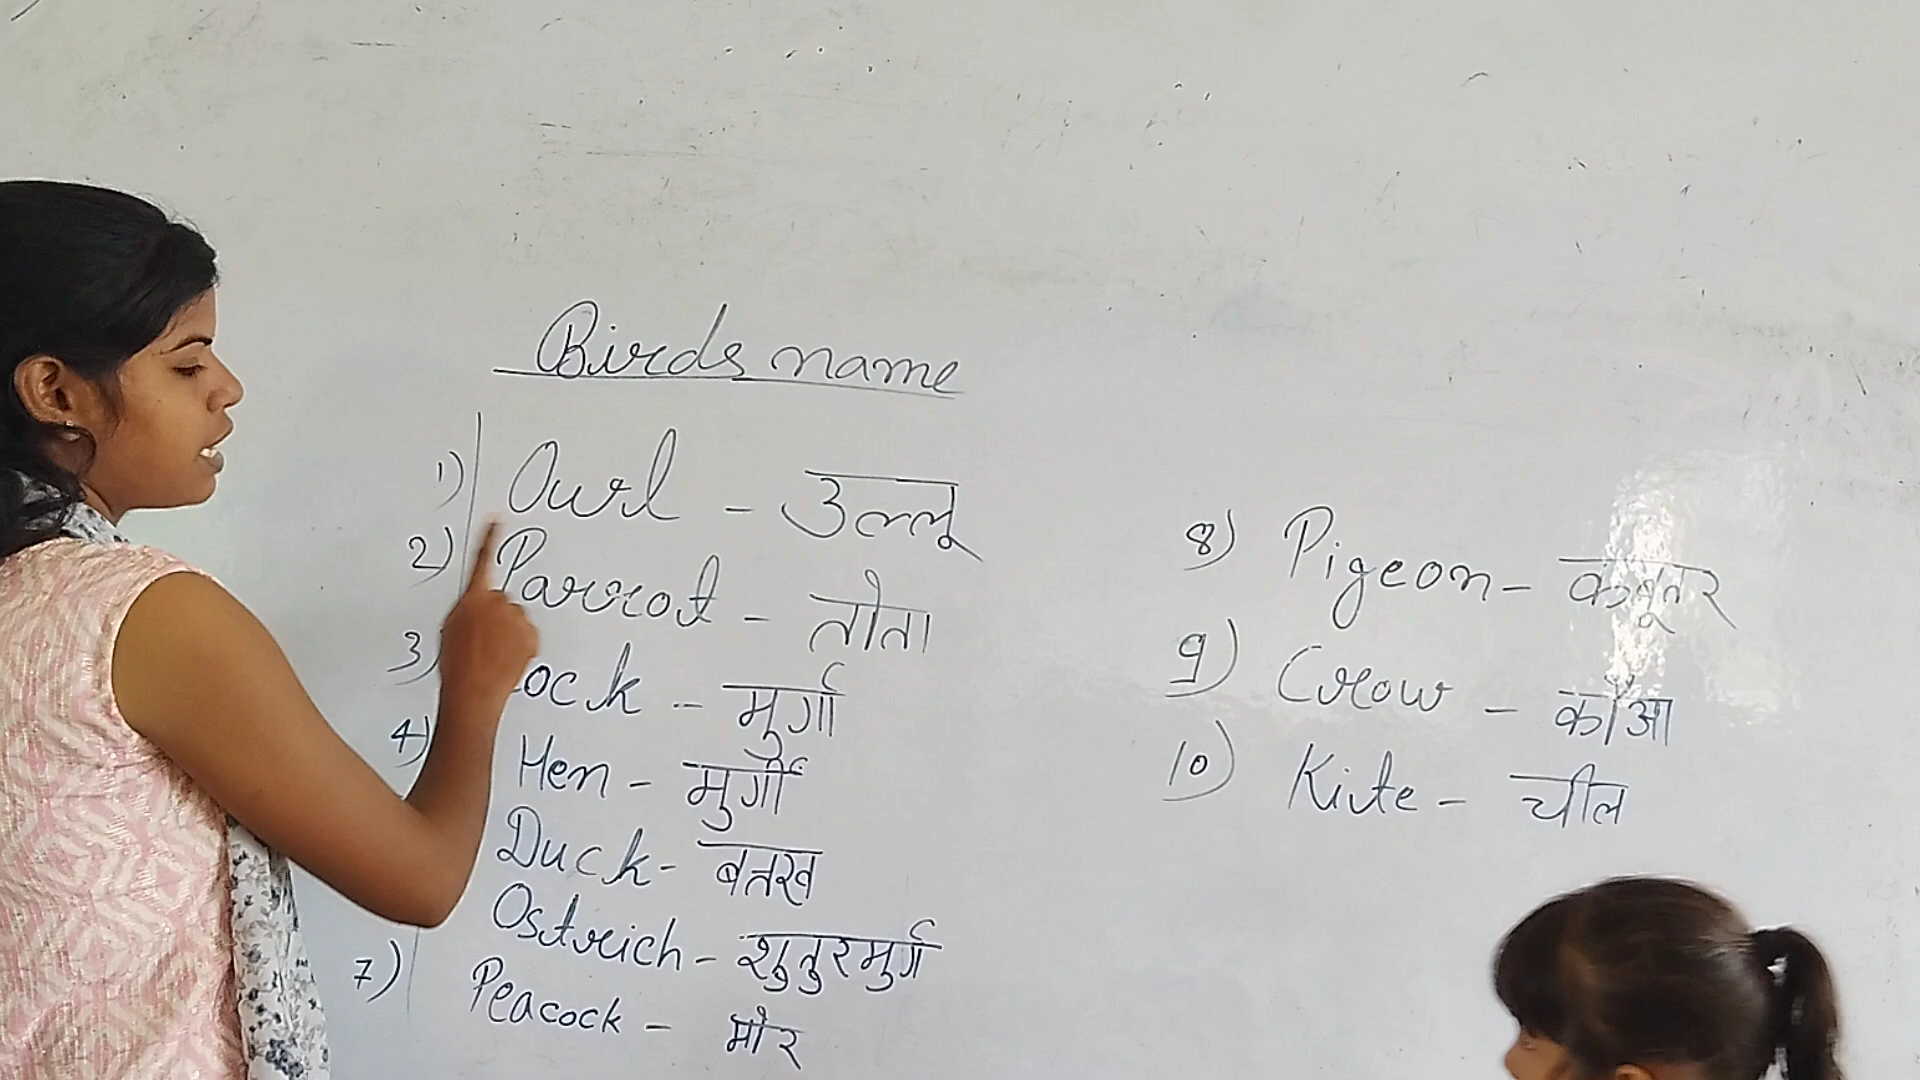 Birds name
1) Owrl - उल्लू
2) Parrot - तोता
3) ock - मुर्गा
4) Hen - मुर्गी
Duck - बतख
Ostrich - शुतुरमुर्ग
7) Peacock - मोर
8) Pigeon - कबूतर
9) Crow - कौआ
10) Kite - चील